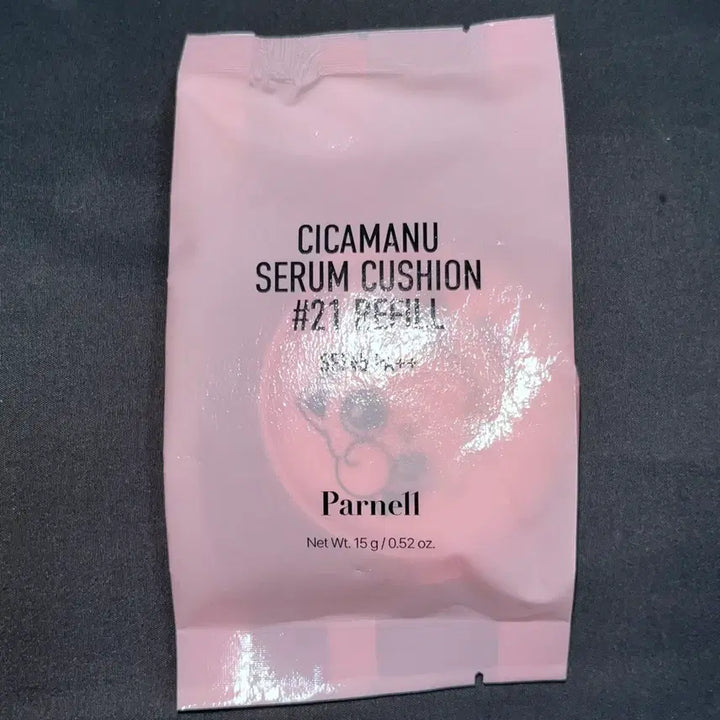 CICAMANU
SERUM CUSHION
#21 REFILL
Parnell
Net Wt. 15 g / 0.52 oz.